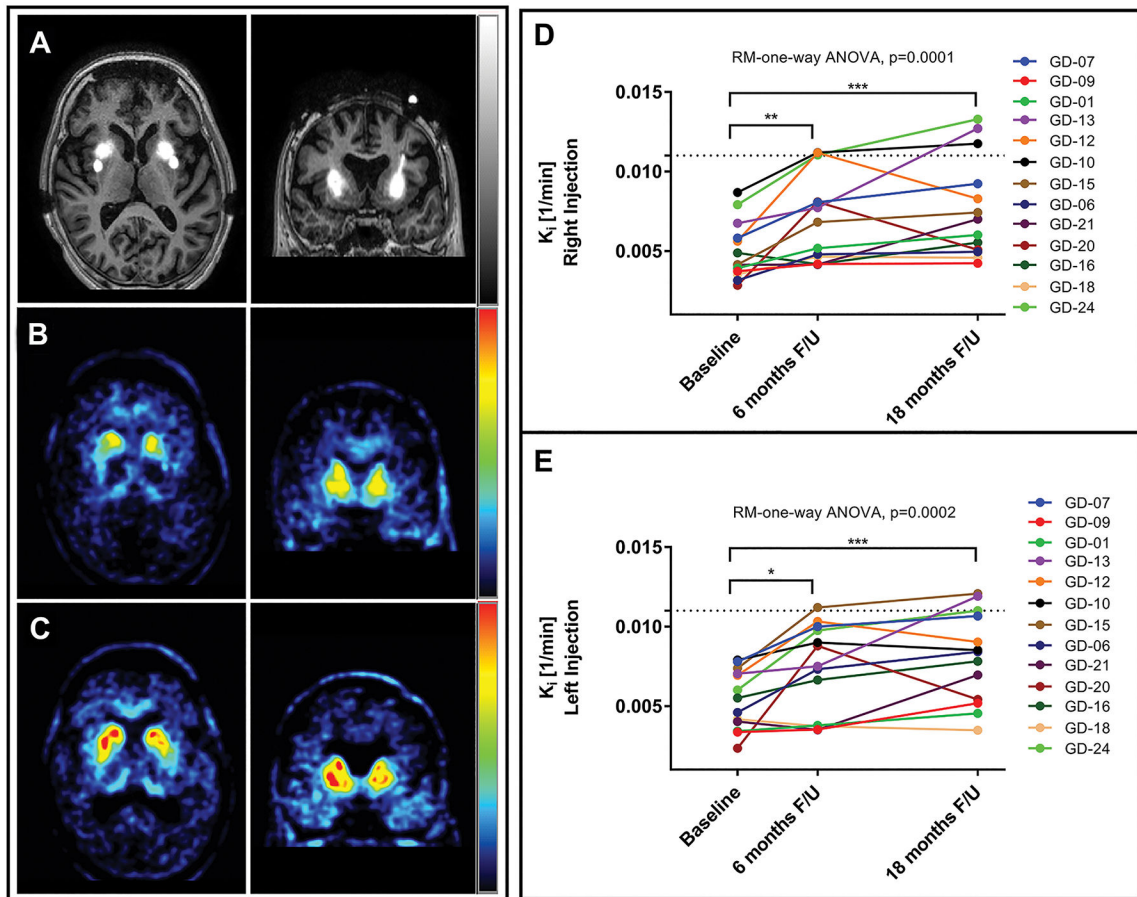 A
B
C
D
RM-one-way ANOVA, p=0.0001
***
**
0.015
0.010
0.005
Ki [1/min]
Right Injection
Baseline
6 months F/U
18 months F/U
GD-07
GD-09
GD-01
GD-13
GD-12
GD-10
GD-15
GD-06
GD-21
GD-20
GD-16
GD-18
GD-24
E
RM-one-way ANOVA, p=0.0002
***
*
0.015
0.010
0.005
Ki [1/min]
Left Injection
Baseline
6 months F/U
18 months F/U
GD-07
GD-09
GD-01
GD-13
GD-12
GD-10
GD-15
GD-06
GD-21
GD-20
GD-16
GD-18
GD-24